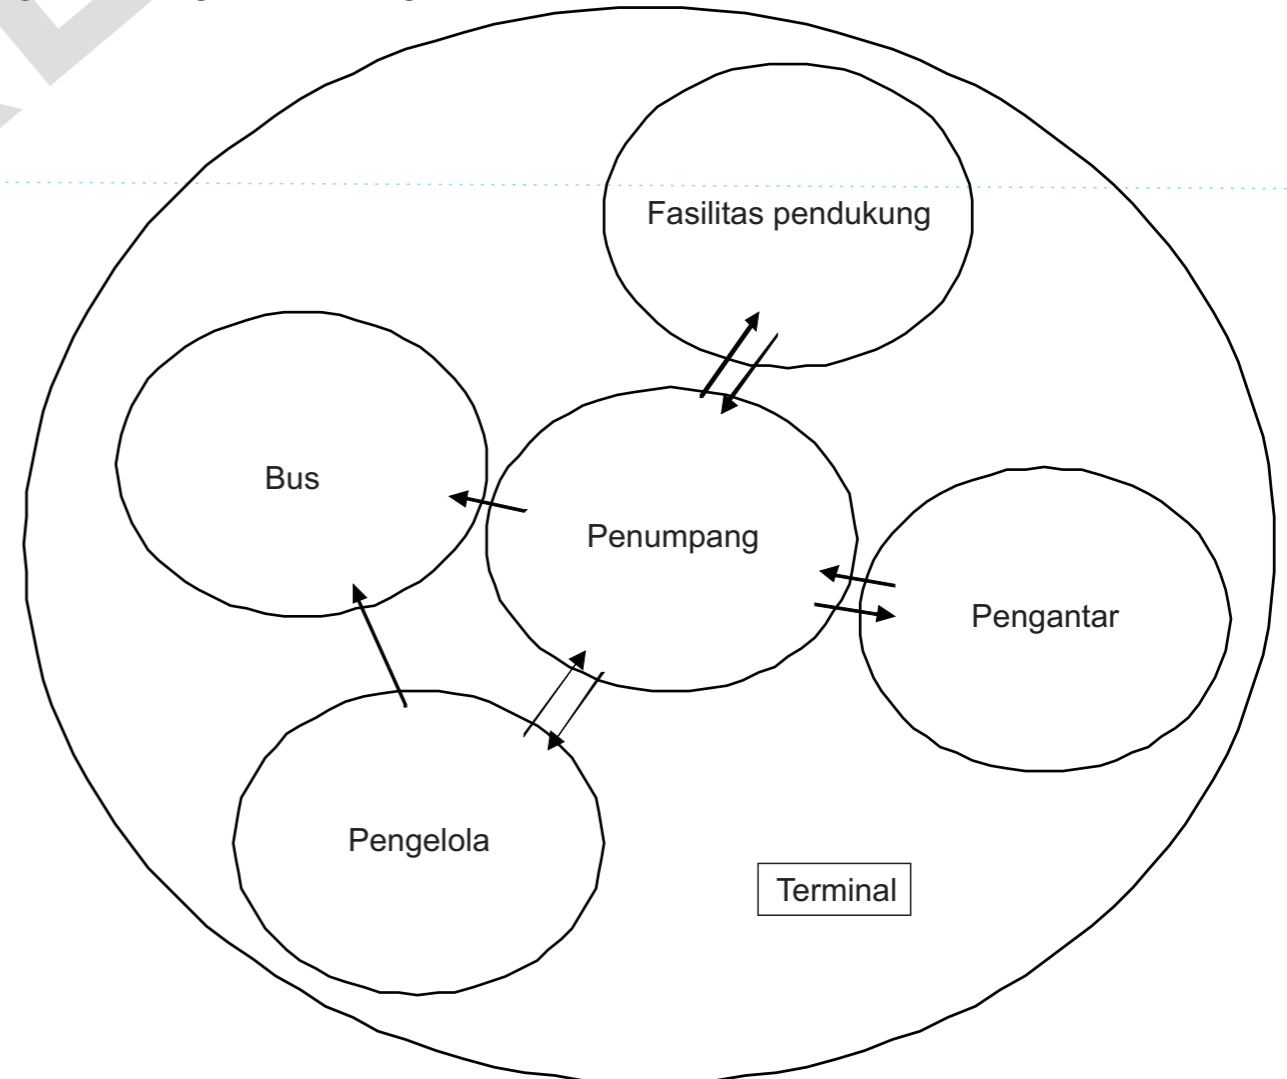 Fasilitas pendukung
Bus
Penumpang
Pengantar
Pengelola
Terminal